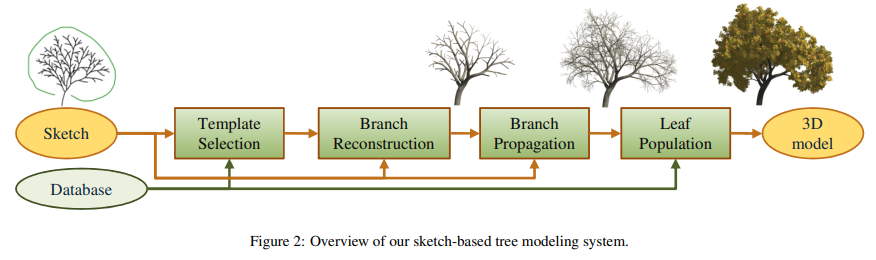 Sketch
Template
Selection
Branch
Reconstruction
Branch
Propagation
Leaf
Population
3D
model
Database
Figure 2: Overview of our sketch-based tree modeling system.